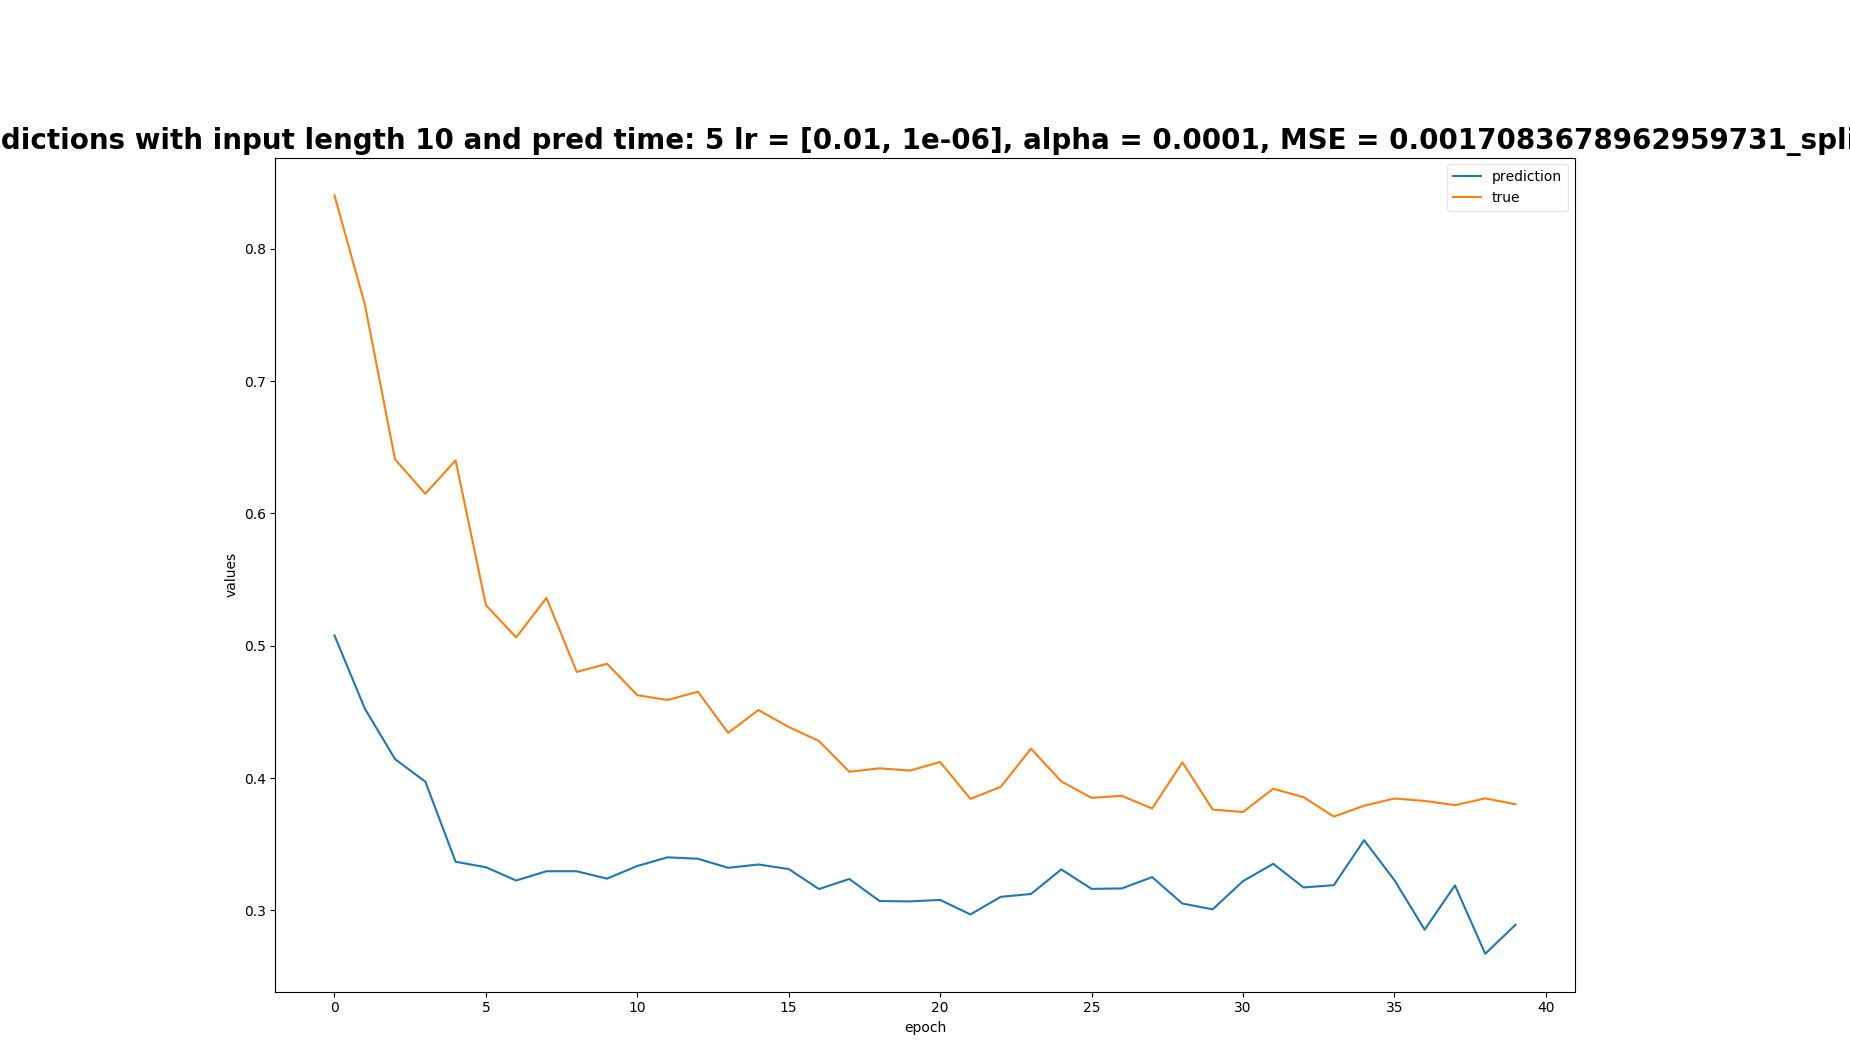 dictions with input length 10 and pred time: 5 lr = [0.01, 1e-06], alpha = 0.0001, MSE = 0.0017083678962959731_spli
prediction
true
0.8
0.7
0.6
0.5
0.4
0.3
values
0 5 10 15 20 25 30 35 40
epoch